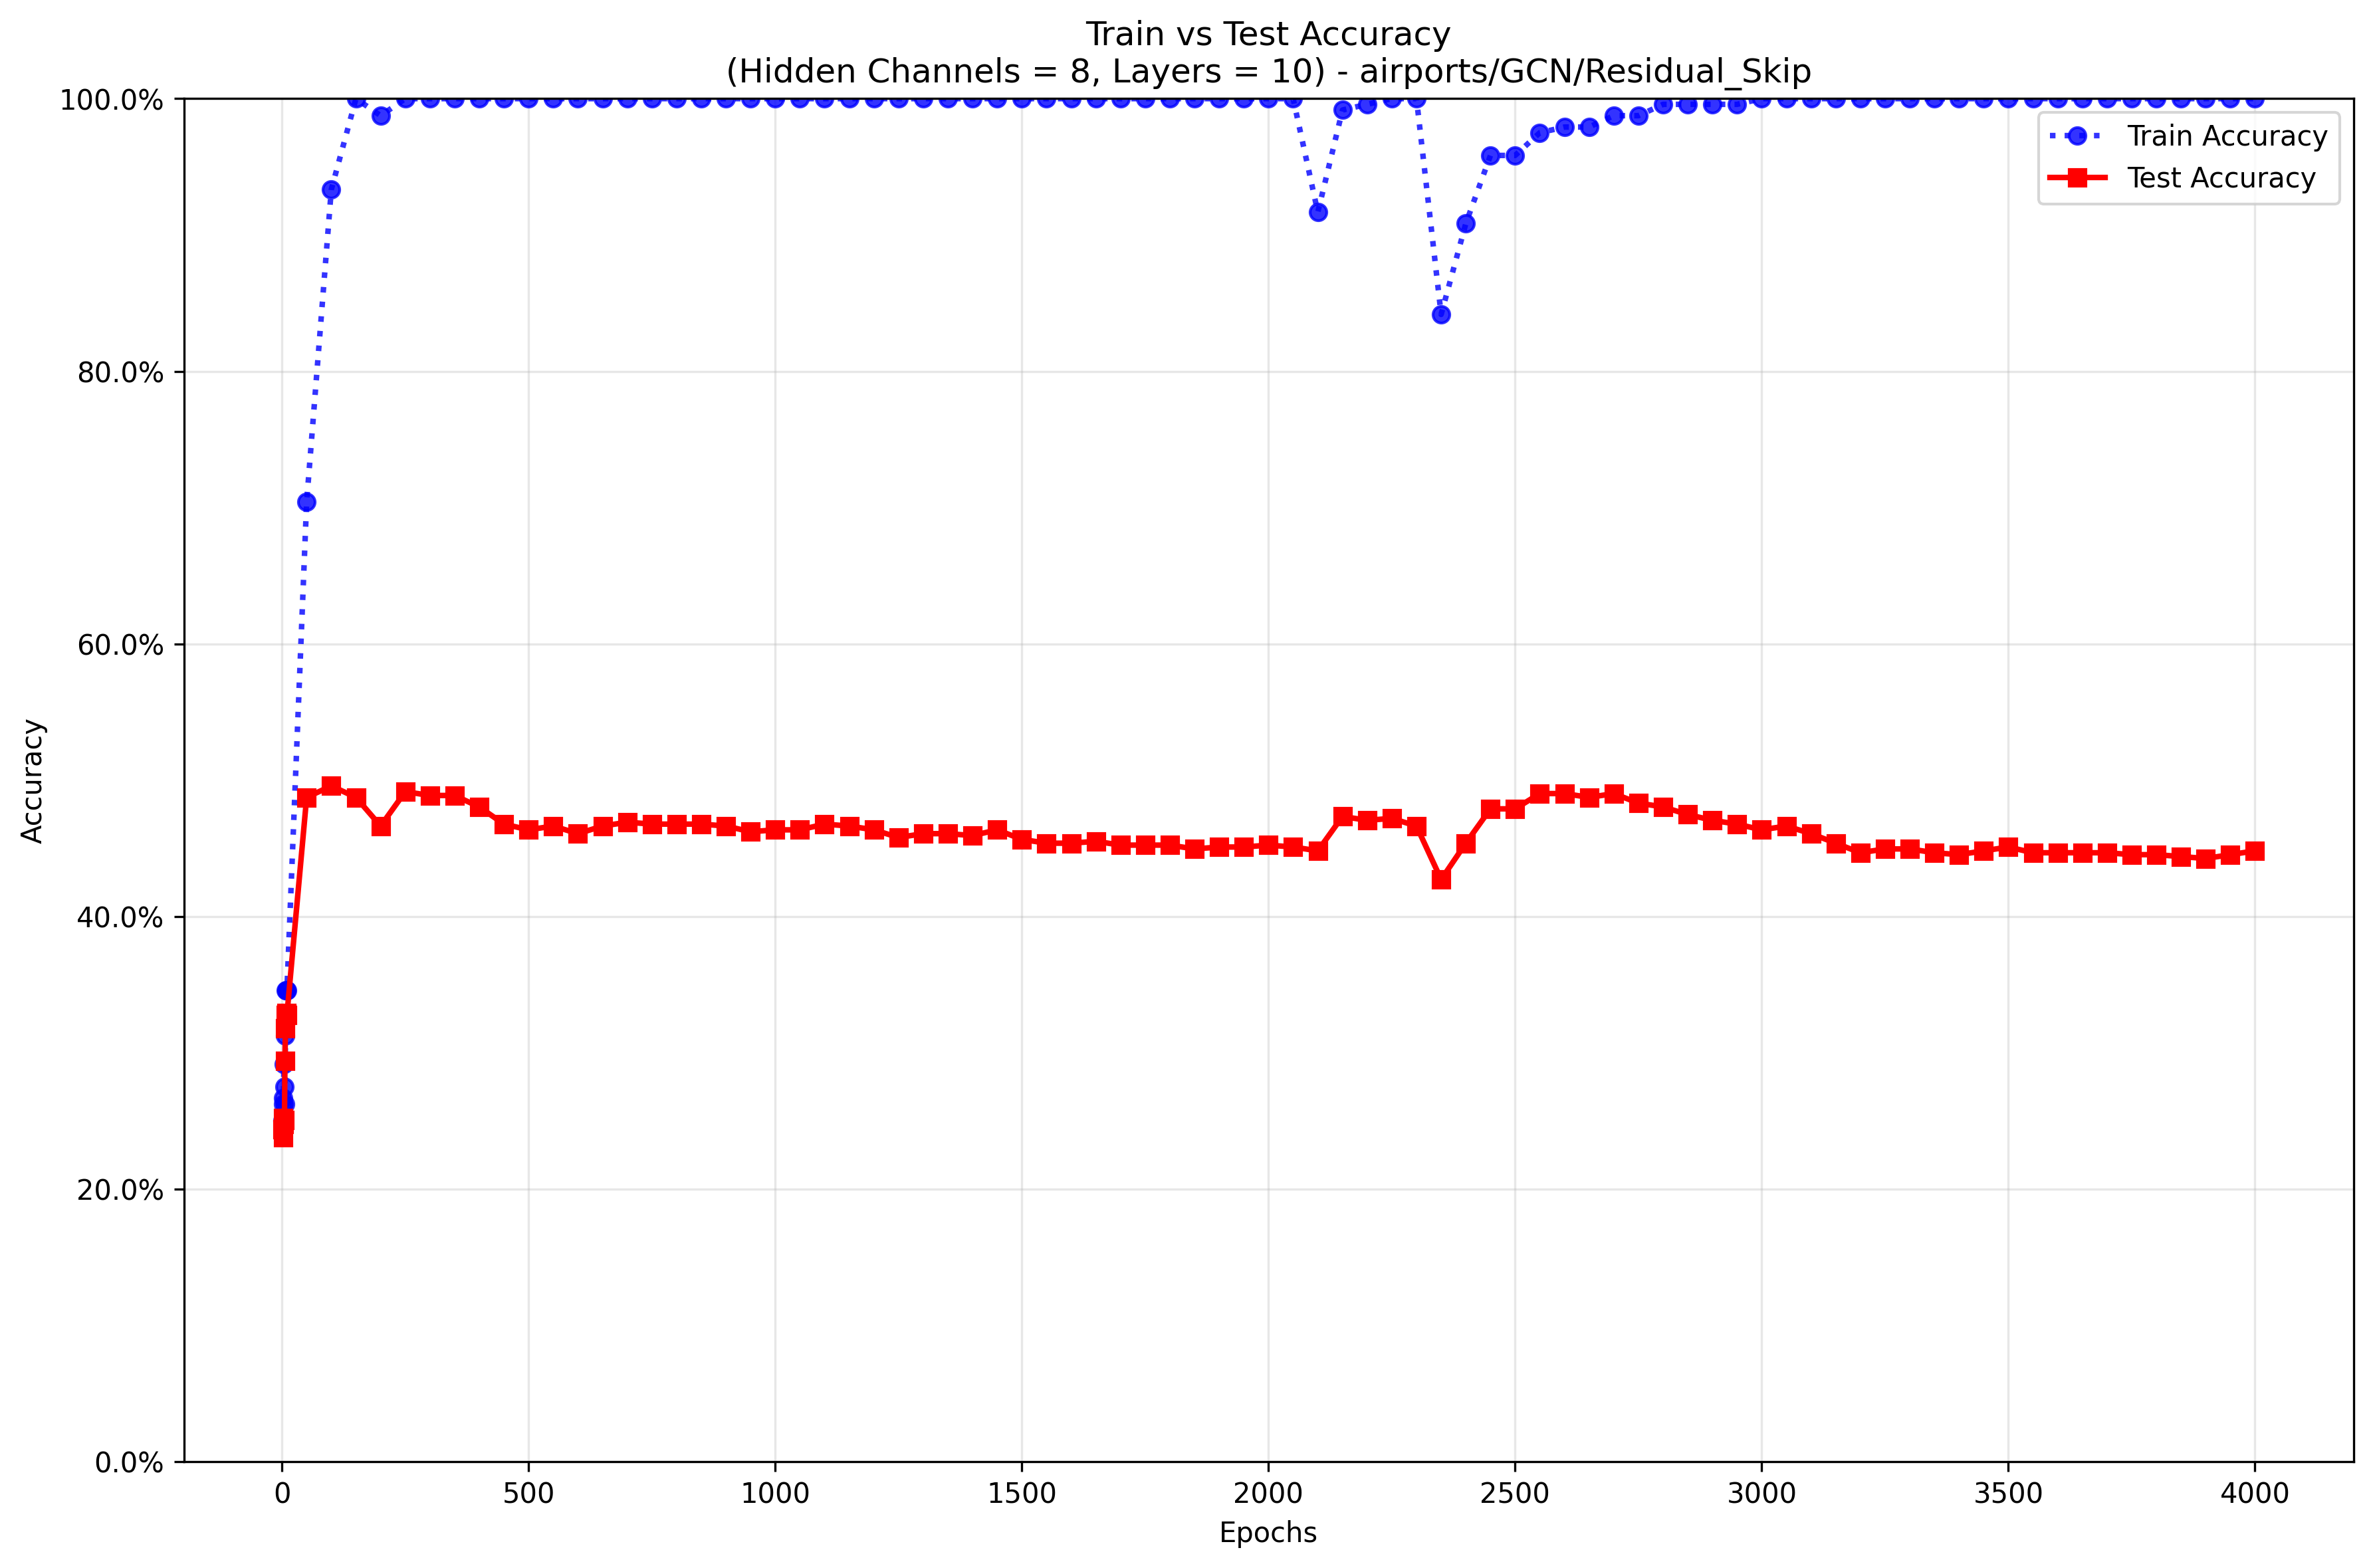 Train vs Test Accuracy
(Hidden Channels = 8, Layers = 10) - airports/GCN/Residual_Skip
100.0%
80.0%
60.0%
40.0%
20.0%
0.0%
Accuracy
Train Accuracy
Test Accuracy
0 500 1000 1500 2000 2500 3000 3500 4000
Epochs